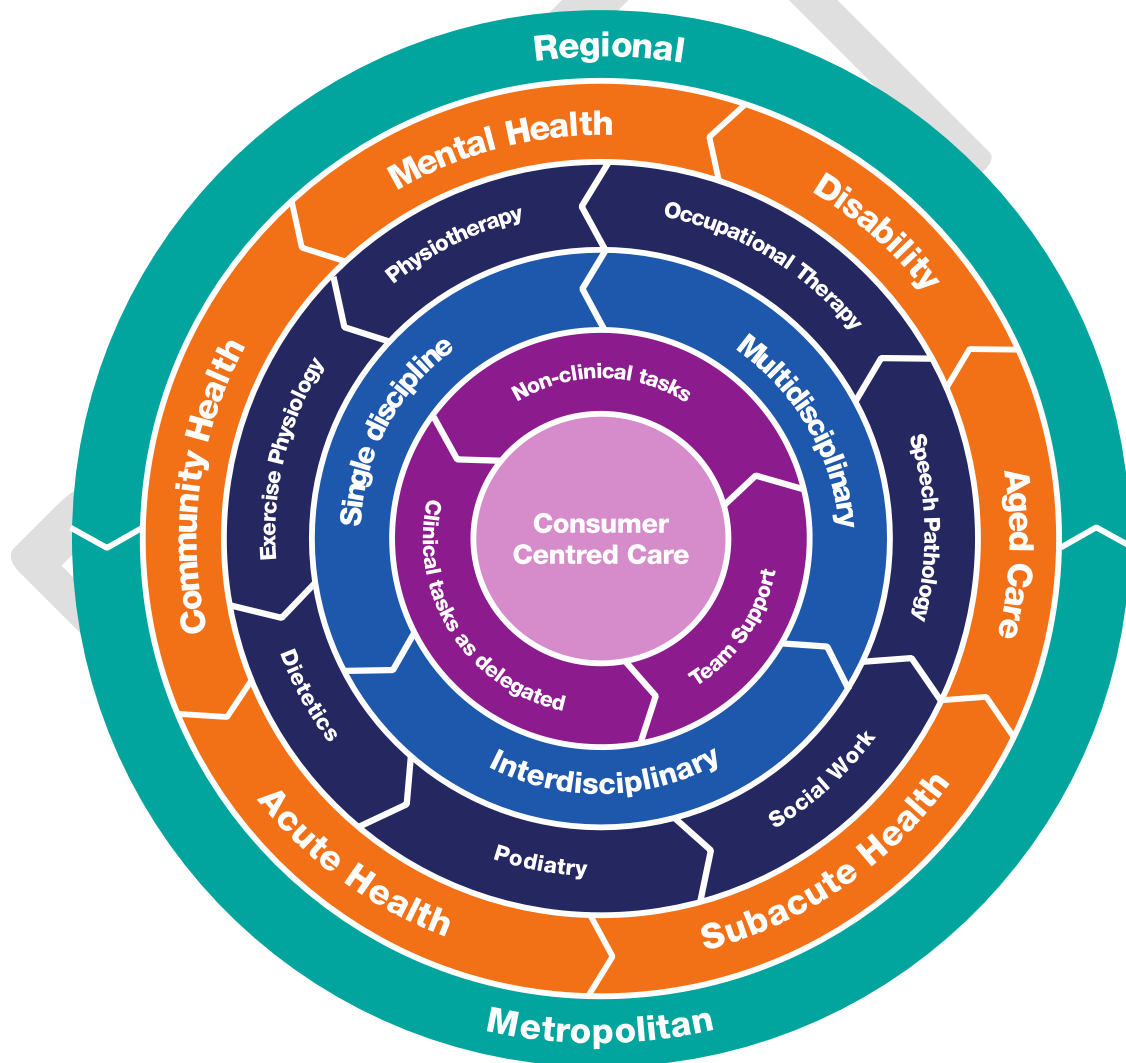 Regional
Mental Health
Disability
Aged Care
Subacute Health
Acute Health
Community Health
Physiotherapy
Occupational Therapy
Speech Pathology
Social Work
Podiatry
Dietetics
Exercise Physiology
Single discipline
Multidisciplinary
Interdisciplinary
Non-clinical tasks
Team Support
Clinical tasks as delegated
Consumer
Centred Care
Metropolitan